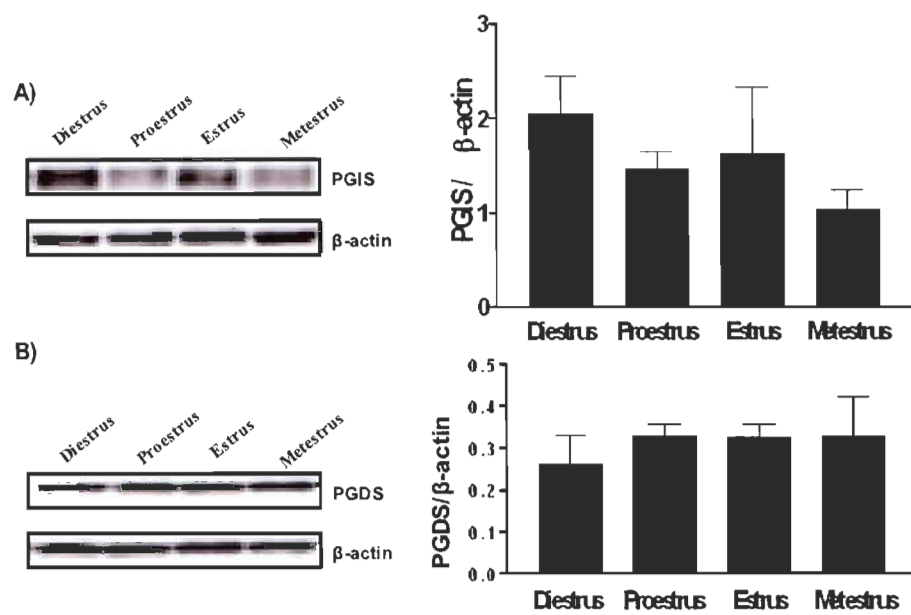 A)
Diestrus Proestrus Estrus Metestrus
PGIS
β-actin
PGIS/ β-actin
3
2
1
0
Diestrus Proestrus Estrus Metestrus
B)
Diestrus Proestrus Estrus Metestrus
PGDS
β-actin
PGDS/β-actin
0.5
0.4
0.3
0.2
0.1
0.0
Diestrus Proestrus Estrus Metestrus